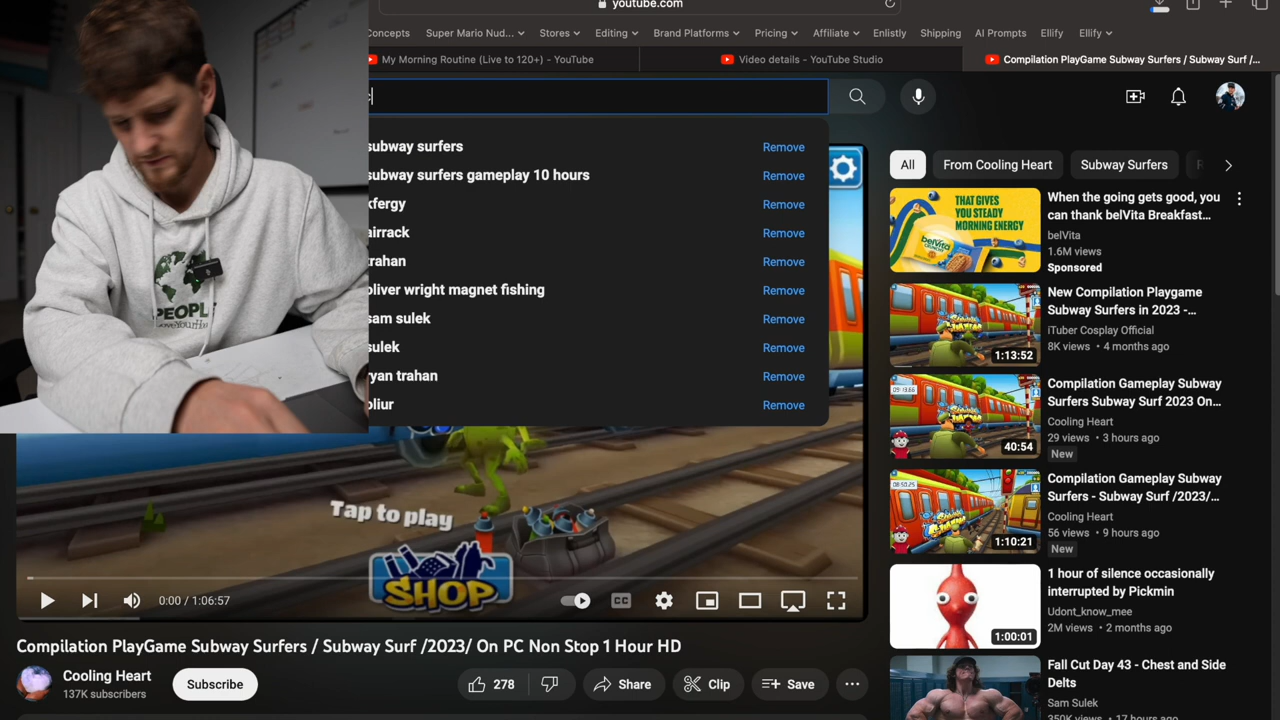 youtube.com
Concepts
Super Mario Nud...
Stores
Editing
Brand Platforms
Pricing
Affiliate
Enlistly
Shipping
AI Prompts
Ellify
Ellify
My Morning Routine (Live to 120+) - YouTube
Video details - YouTube Studio
Compilation PlayGame Subway Surfers / Subway Surf /...
subway surfers Remove
subway surfers gameplay 10 hours Remove
kfergy Remove
airrack Remove
trahan Remove
oliver wright magnet fishing Remove
sam sulek Remove
sulek Remove
ryan trahan Remove
oliur Remove
PEOPLE
Tap to play
SHOP
0:00 / 1:06:57
CC
Compilation PlayGame Subway Surfers / Subway Surf /2023/ On PC Non Stop 1 Hour HD
Cooling Heart
137K subscribers
Subscribe
278
Share
Clip
Save
All
From Cooling Heart
Subway Surfers
THAT GIVES
YOU STEADY
MORNING ENERGY
belVita
When the going gets good, you
can thank belVita Breakfast...
belVita
1.6M views
Sponsored
1:13:52
New Compilation Playgame
Subway Surfers in 2023 -...
iTuber Cosplay Official
8K views • 4 months ago
40:54
Compilation Gameplay Subway
Surfers Subway Surf 2023 On...
Cooling Heart
29 views • 3 hours ago
New
1:10:21
Compilation Gameplay Subway
Surfers - Subway Surf /2023/...
Cooling Heart
56 views • 9 hours ago
New
1:00:01
1 hour of silence occasionally
interrupted by Pickmin
Udont_know_mee
2M views • 2 months ago
Fall Cut Day 43 - Chest and Side
Delts
Sam Sulek
350K views • 17 hours ago